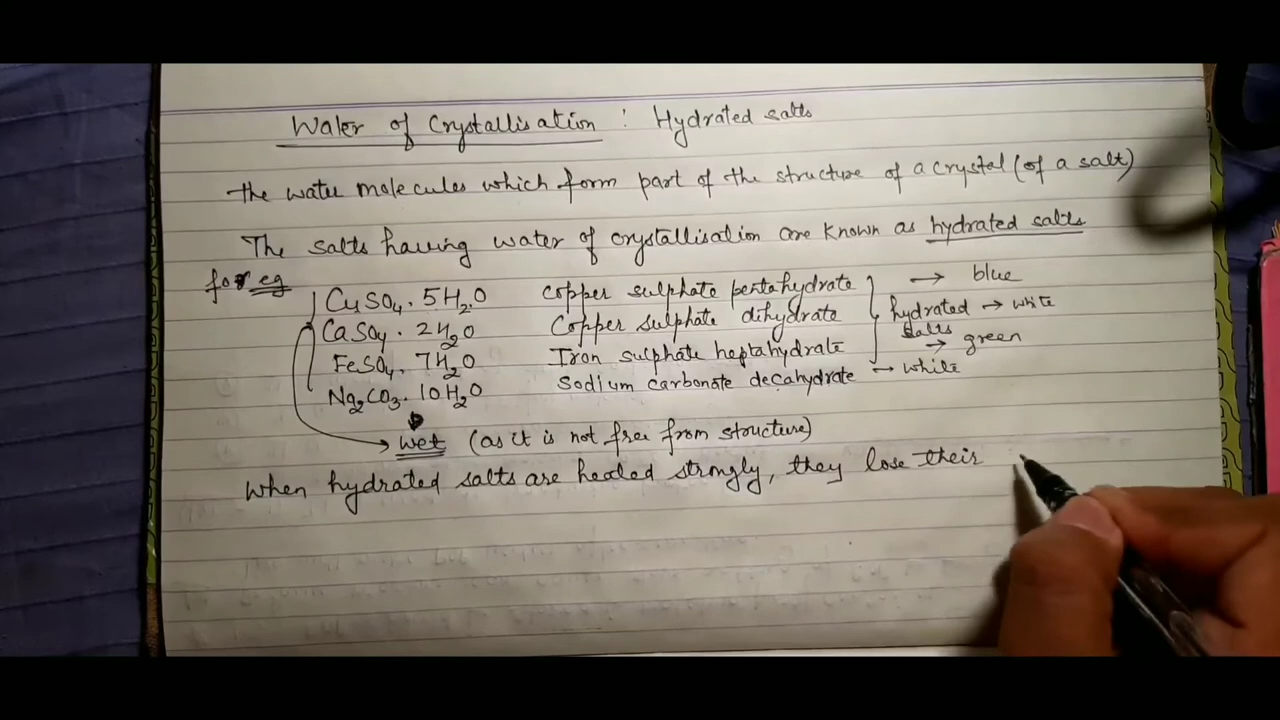 Water of Crystallisation : Hydrated salts
The water molecules which form part of the structure of a crystal (of a salt)
The salts having water of crystallisation are known as hydrated salts
for eg
CuSO4 . 5H2O Copper sulphate pentahydrate → blue
CaSO4 . 2H2O Copper sulphate dihydrate hydrated salts → white
FeSO4 . 7H2O Iron sulphate heptahydrate → green
Na2CO3 . 10H2O Sodium carbonate decahydrate → white
→ wet (as it is not free from structure)
When hydrated salts are heated strongly, they lose their